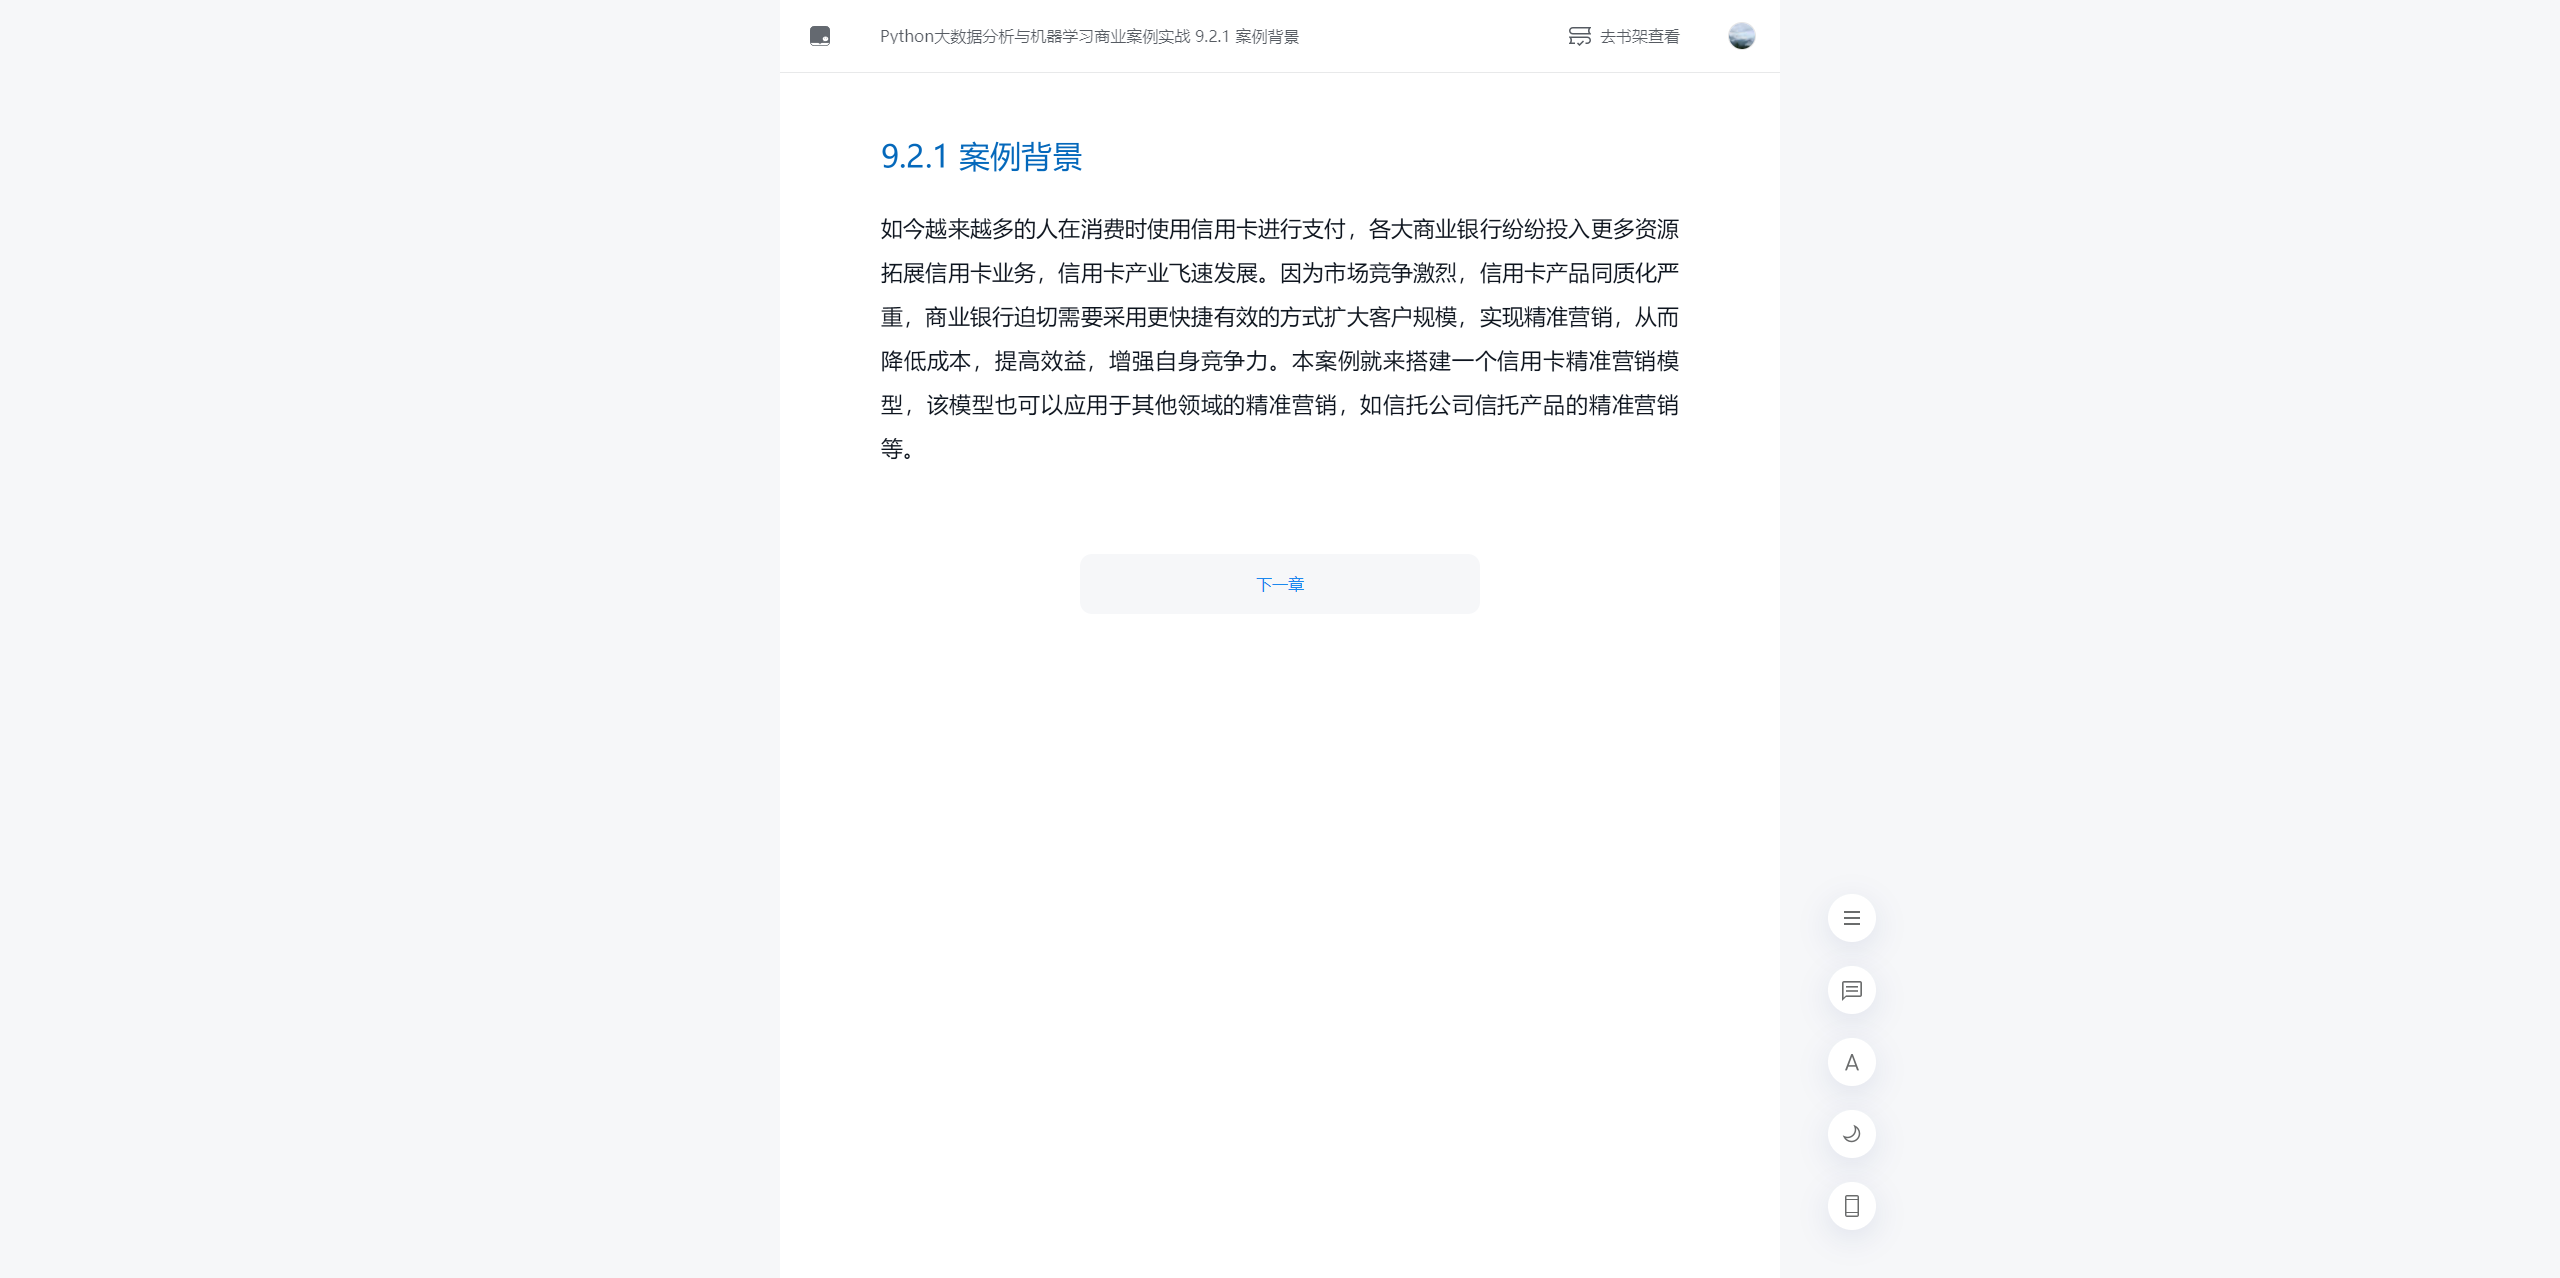 Python大数据分析与机器学习商业案例实战 9.2.1 案例背景
去书架查看
9.2.1 案例背景
如今越来越多的人在消费时使用信用卡进行支付，各大商业银行纷纷投入更多资源
拓展信用卡业务，信用卡产业飞速发展。因为市场竞争激烈，信用卡产品同质化严
重，商业银行迫切需要采用更快捷有效的方式扩大客户规模，实现精准营销，从而
降低成本，提高效益，增强自身竞争力。本案例就来搭建一个信用卡精准营销模
型，该模型也可以应用于其他领域的精准营销，如信托公司信托产品的精准营销
等。
下一章
A